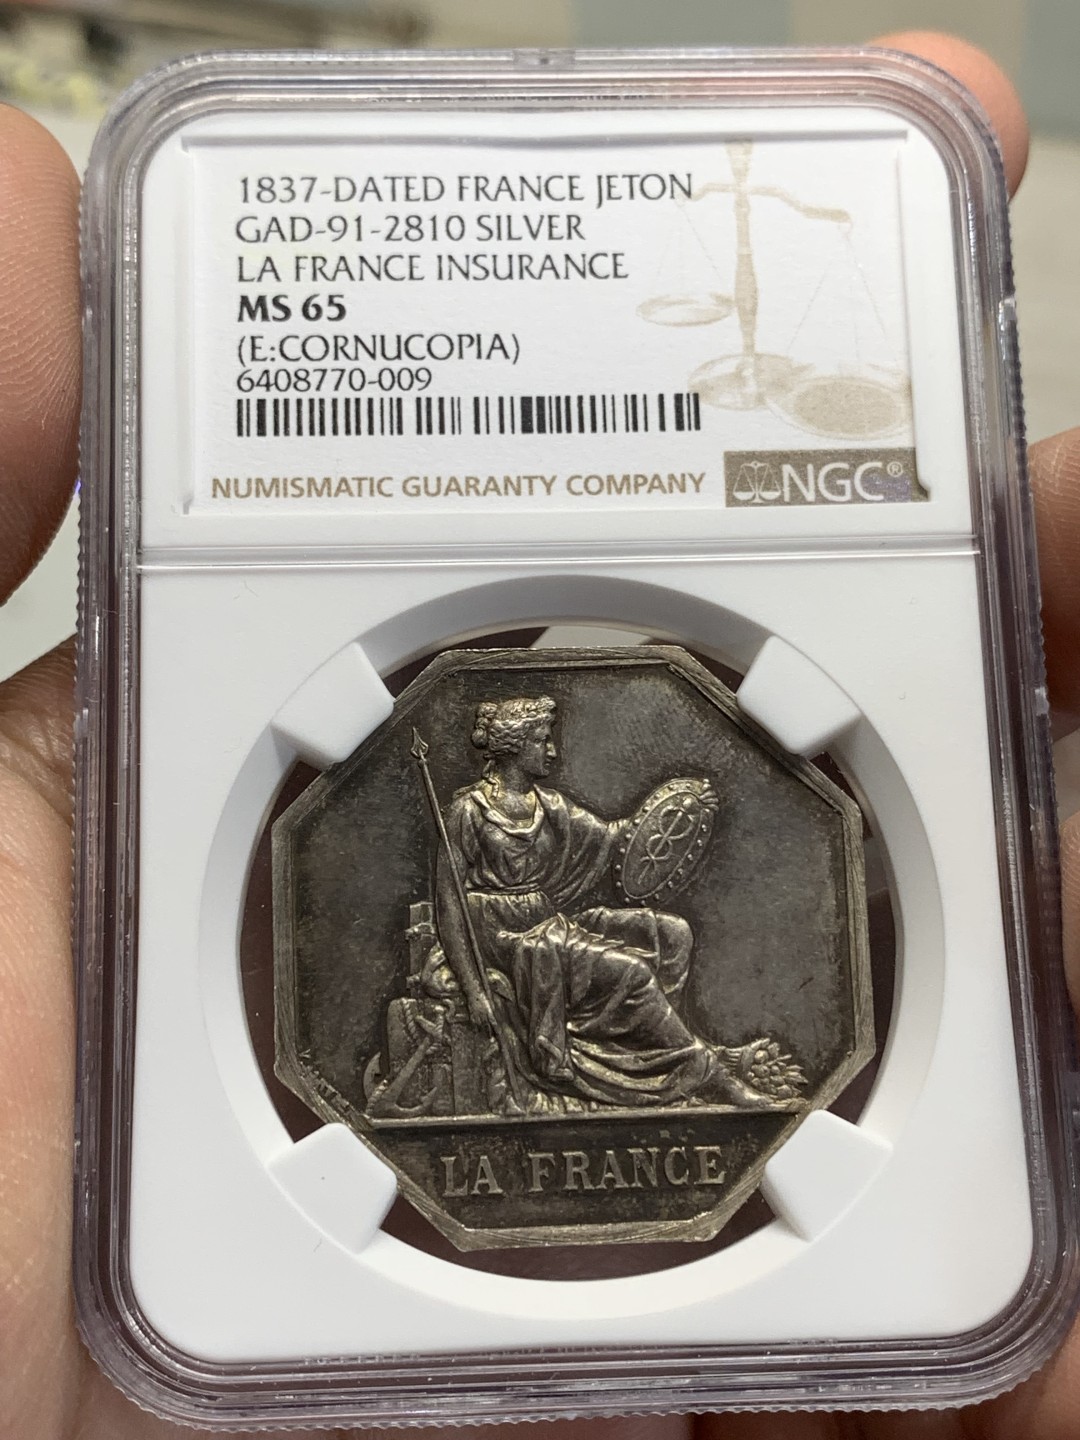 1837-DATED FRANCE JETON
GAD-91-2810 SILVER
LA FRANCE INSURANCE
MS 65
(E:CORNUCOPIA)
6408770-009
NUMISMATIC GUARANTY COMPANY
NGC®
LA FRANCE